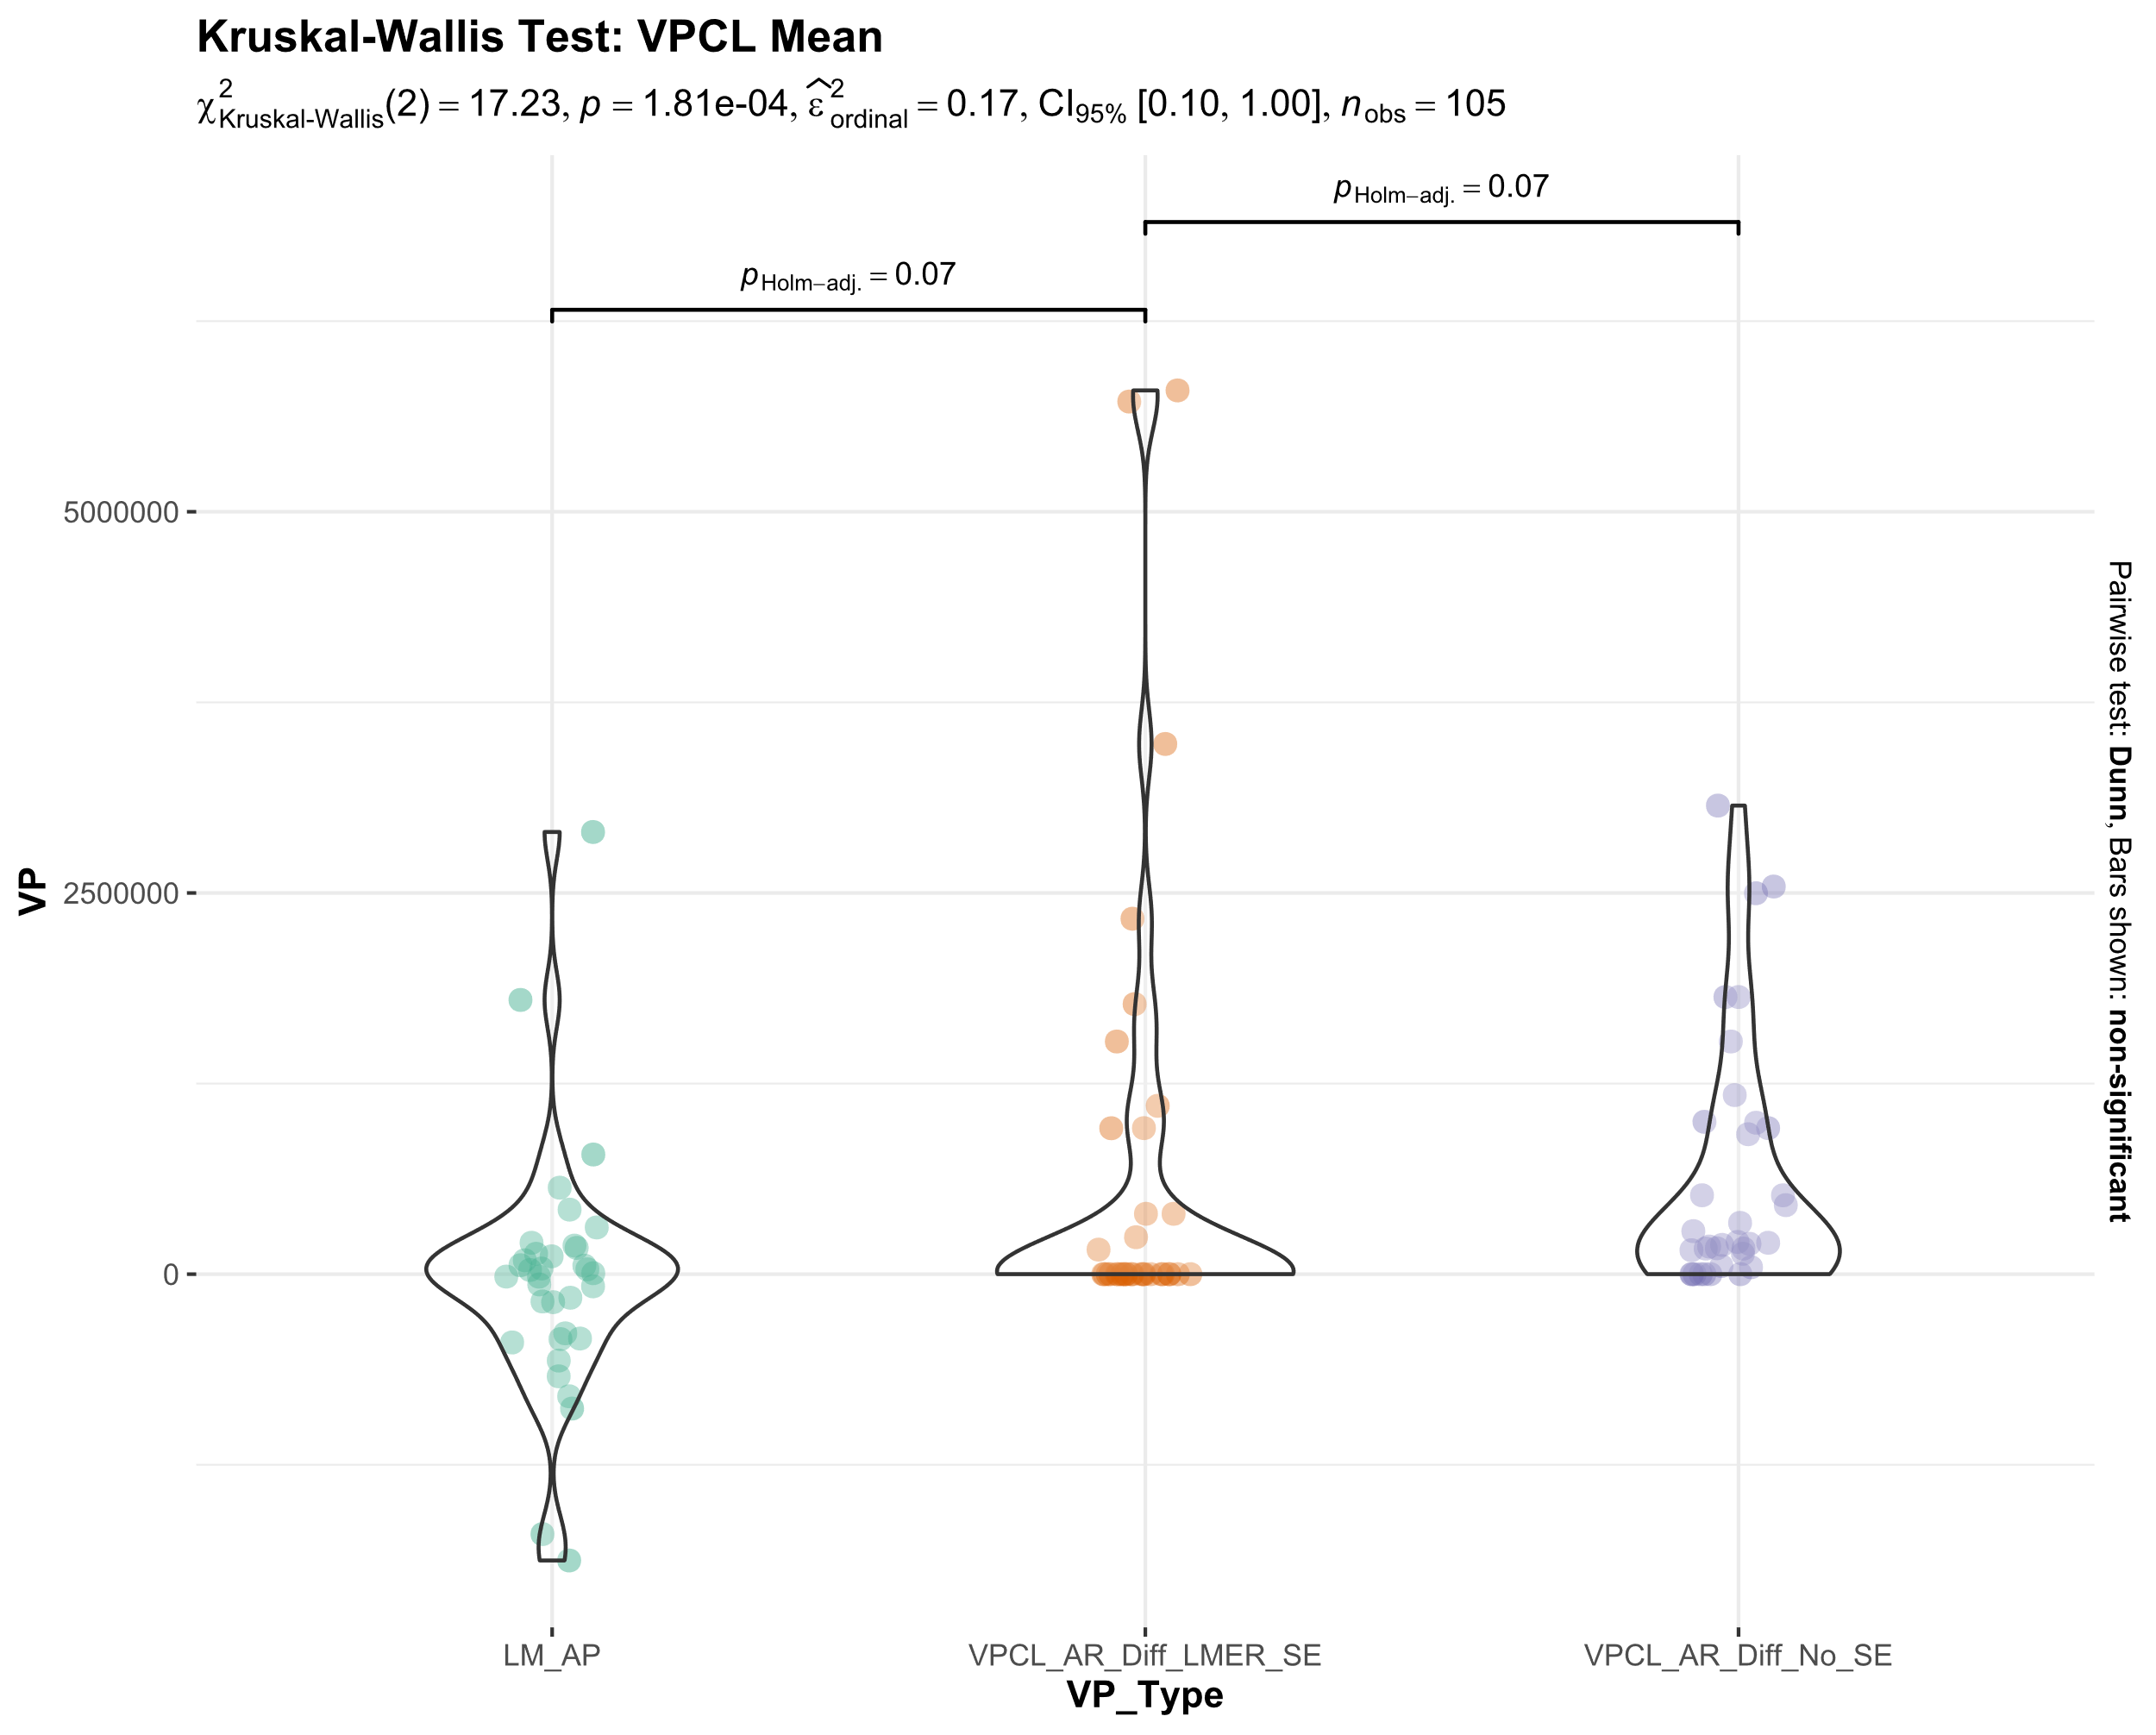 Kruskal-Wallis Test: VPCL Mean
χ²Kruskal-Wallis(2) = 17.23, p = 1.81e-04, ε̂²ordinal = 0.17, CI95% [0.10, 1.00], nobs = 105
pHolm−adj. = 0.07
pHolm−adj. = 0.07
5000000
2500000
0
VP
LM_AP
VPCL_AR_Diff_LMER_SE
VPCL_AR_Diff_No_SE
VP_Type
Pairwise test: Dunn, Bars shown: non-significant